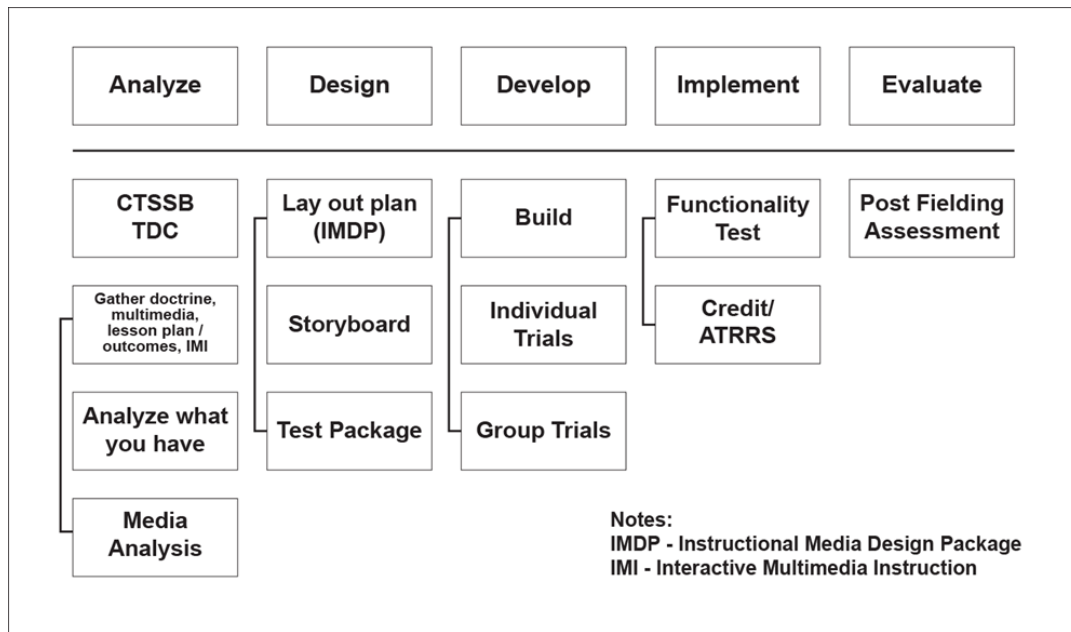 Analyze
Design
Develop
Implement
Evaluate
CTSSB
TDC
Gather doctrine,
multimedia,
lesson plan /
outcomes, IMI
Analyze what
you have
Media
Analysis
Lay out plan
(IMDP)
Storyboard
Test Package
Build
Individual
Trials
Group Trials
Functionality
Test
Credit/
ATRRS
Post Fielding
Assessment
Notes:
IMDP - Instructional Media Design Package
IMI - Interactive Multimedia Instruction